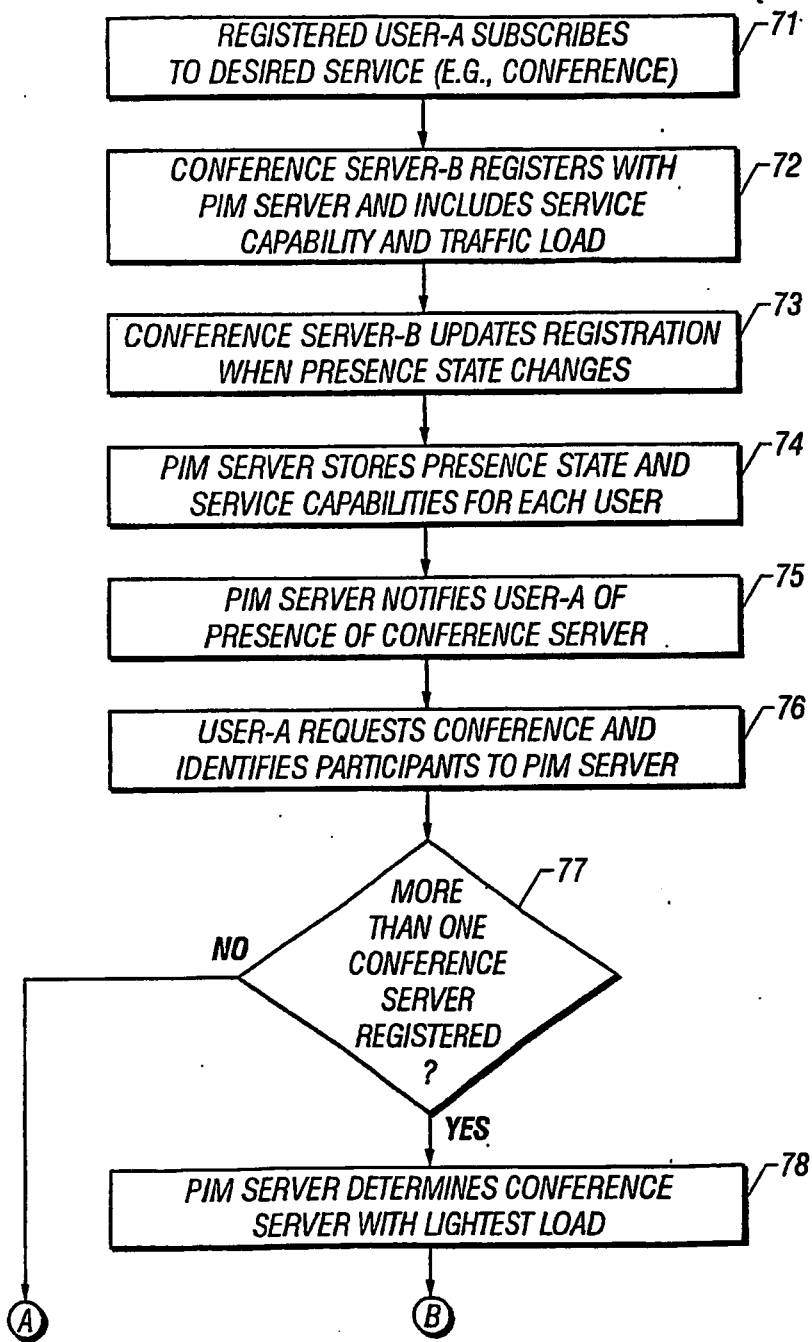 REGISTERED USER-A SUBSCRIBES
TO DESIRED SERVICE (E.G., CONFERENCE)
71
CONFERENCE SERVER-B REGISTERS WITH
PIM SERVER AND INCLUDES SERVICE
CAPABILITY AND TRAFFIC LOAD
72
CONFERENCE SERVER-B UPDATES REGISTRATION
WHEN PRESENCE STATE CHANGES
73
PIM SERVER STORES PRESENCE STATE AND
SERVICE CAPABILITIES FOR EACH USER
74
PIM SERVER NOTIFIES USER-A OF
PRESENCE OF CONFERENCE SERVER
75
USER-A REQUESTS CONFERENCE AND
IDENTIFIES PARTICIPANTS TO PIM SERVER
76
MORE
THAN ONE
CONFERENCE
SERVER
REGISTERED
?
77
NO
YES
PIM SERVER DETERMINES CONFERENCE
SERVER WITH LIGHTEST LOAD
78
A
B